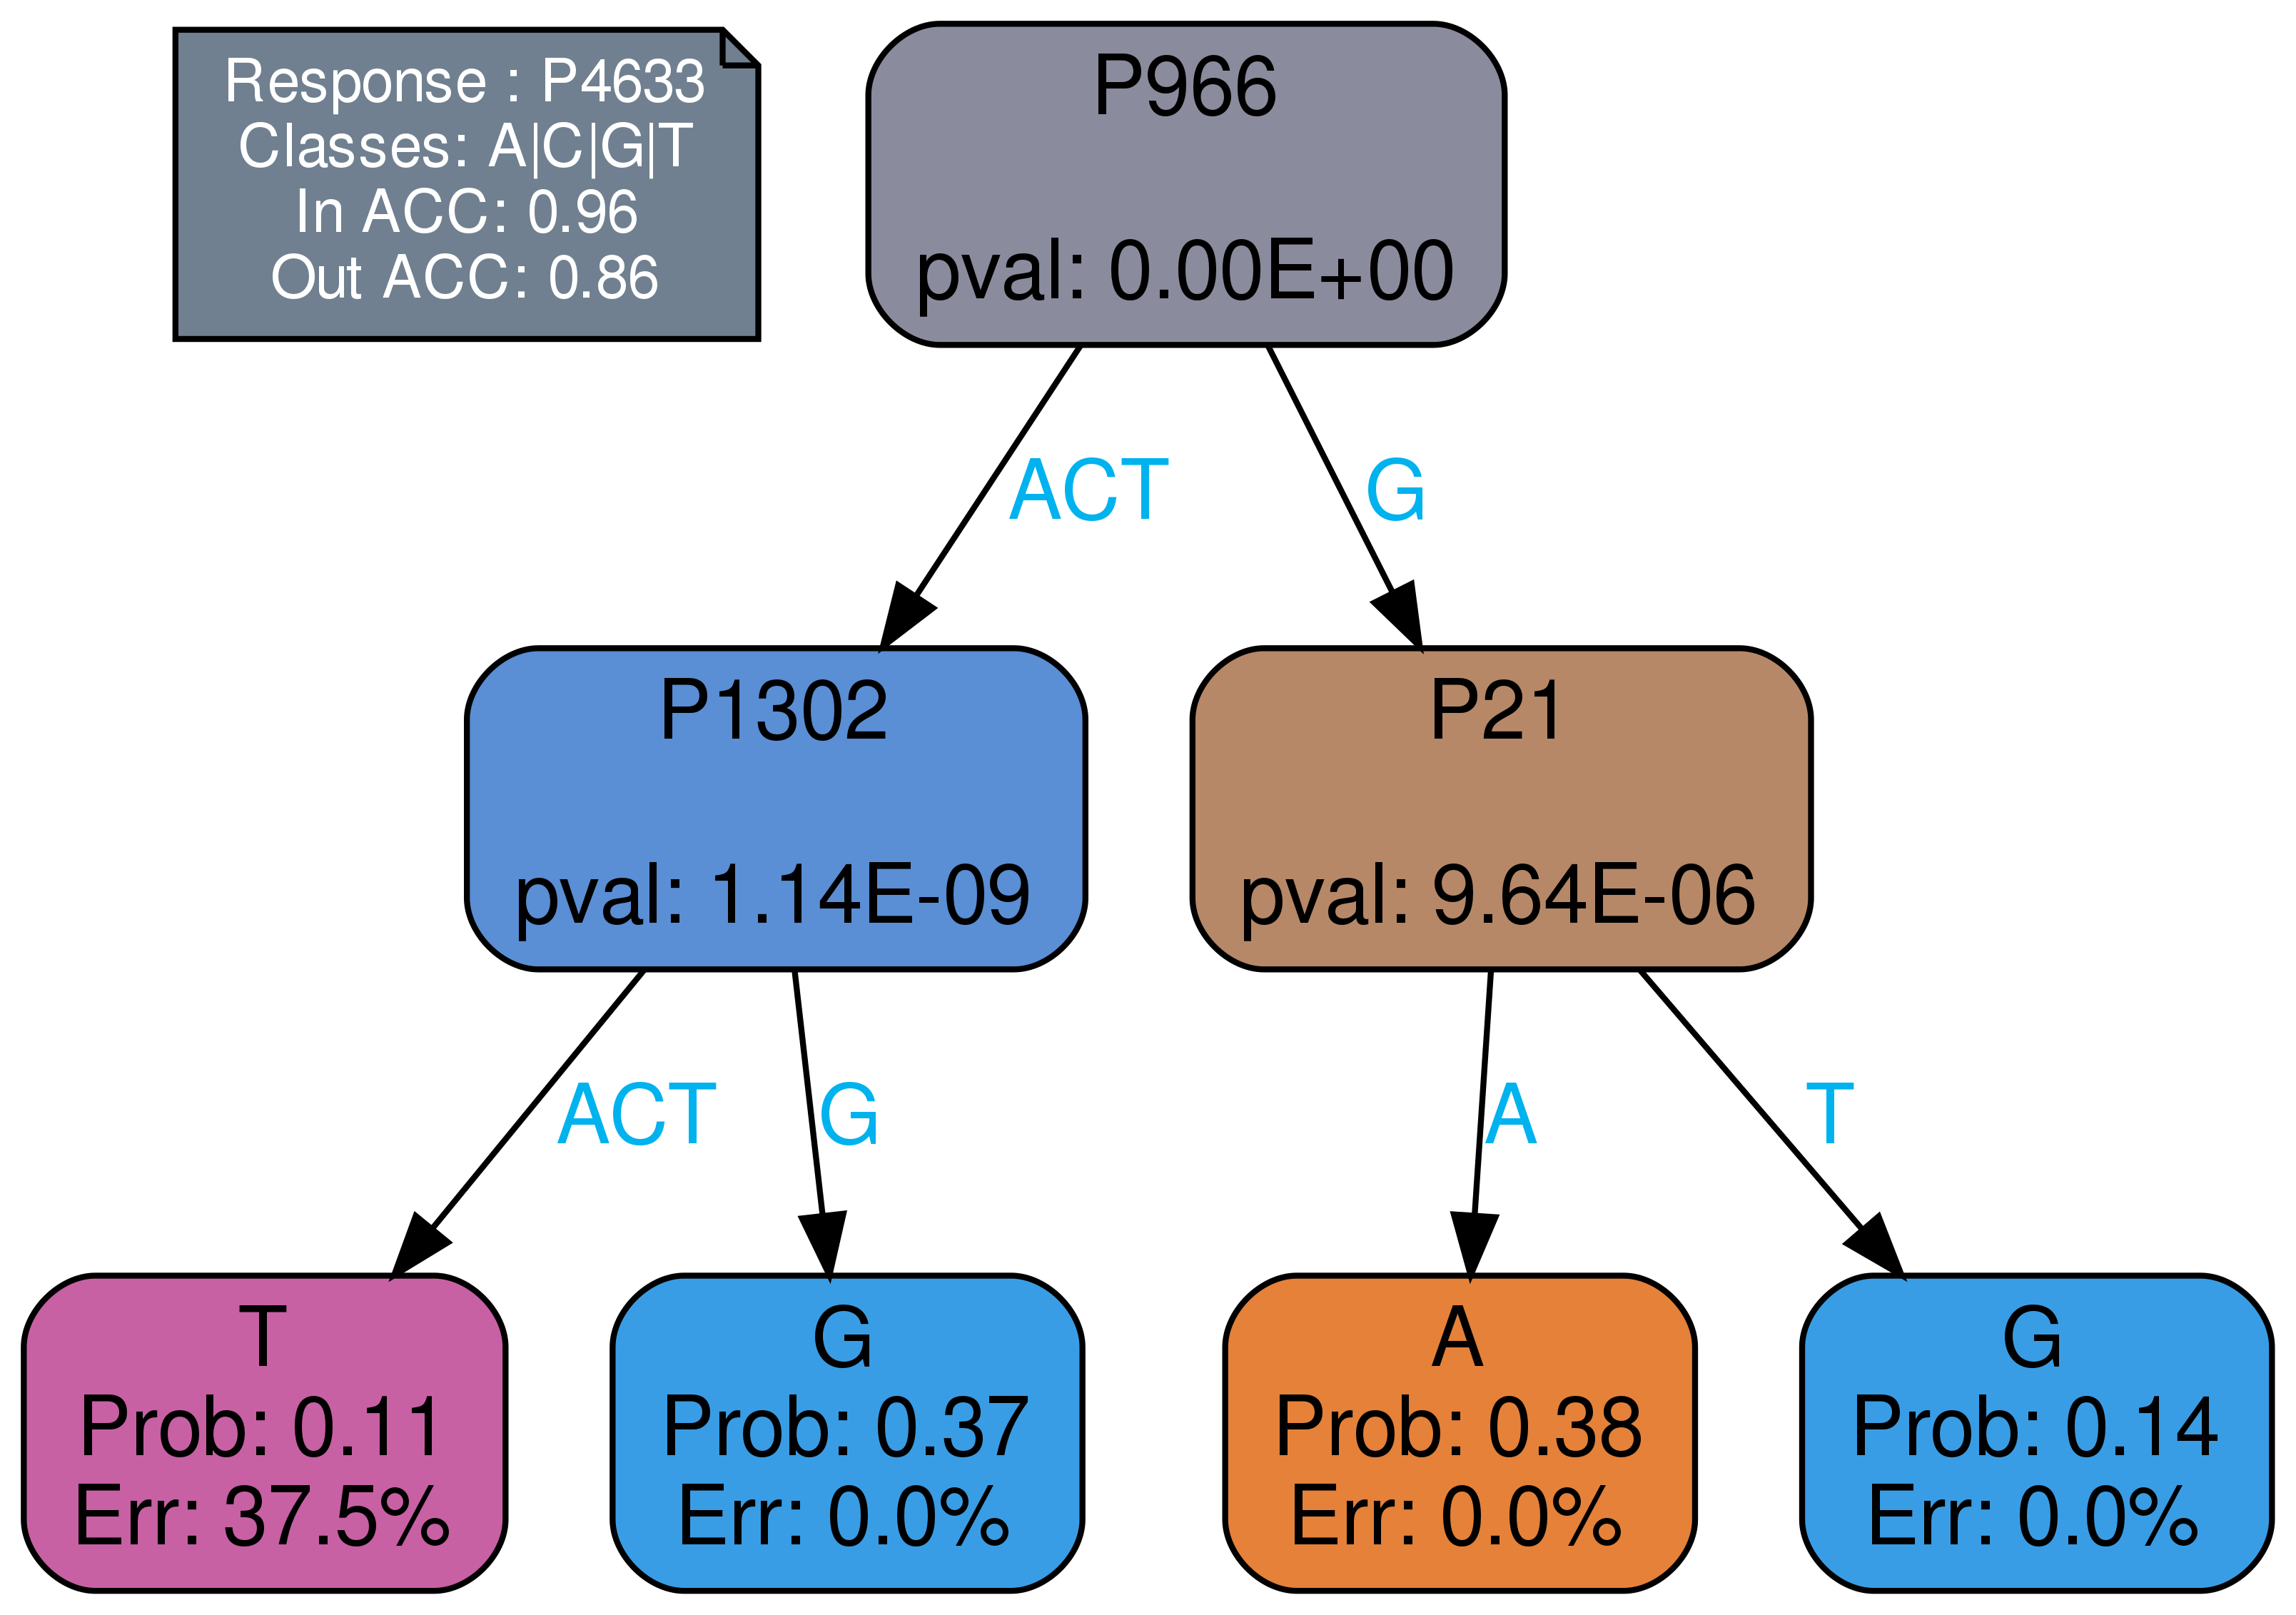 Response : P4633
Classes: A|C|G|T
In ACC: 0.96
Out ACC: 0.86
P966
pval: 0.00E+00
ACT
G
P1302
pval: 1.14E-09
P21
pval: 9.64E-06
ACT
G
A
T
T
Prob: 0.11
Err: 37.5%
G
Prob: 0.37
Err: 0.0%
A
Prob: 0.38
Err: 0.0%
G
Prob: 0.14
Err: 0.0%